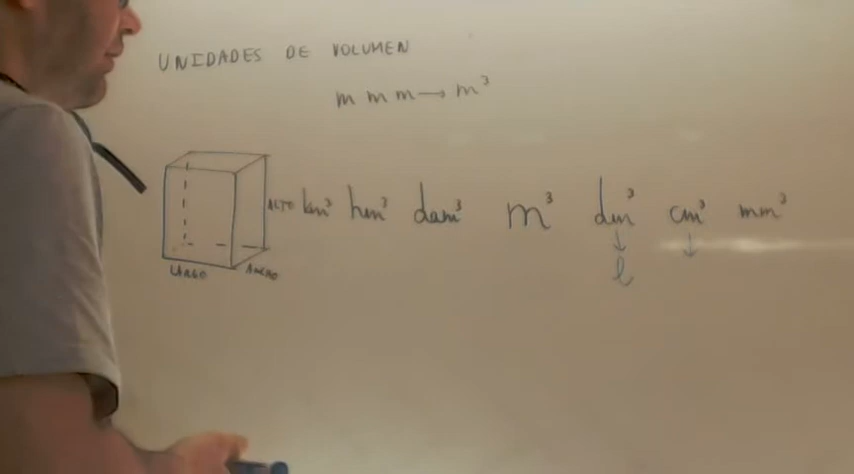 UNIDADES DE VOLUMEN
m m m → m³
ALTO km³ hm³ dam³ m³ dm³ cm³ mm³
↓ ↓
l
LARGO ANCHO